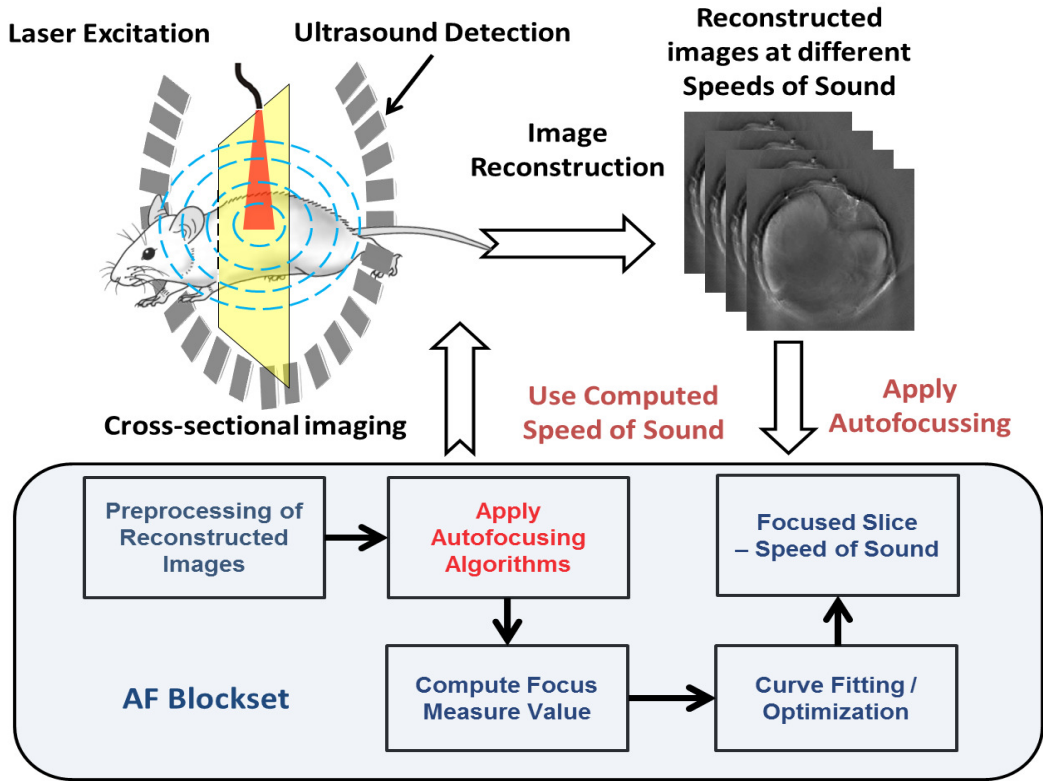 Laser Excitation
Ultrasound Detection
Reconstructed
images at different
Speeds of Sound
Image
Reconstruction
Cross-sectional imaging
Use Computed
Speed of Sound
Apply
Autofocussing
Preprocessing of
Reconstructed
Images
Apply
Autofocusing
Algorithms
Focused Slice
– Speed of Sound
AF Blockset
Compute Focus
Measure Value
Curve Fitting /
Optimization